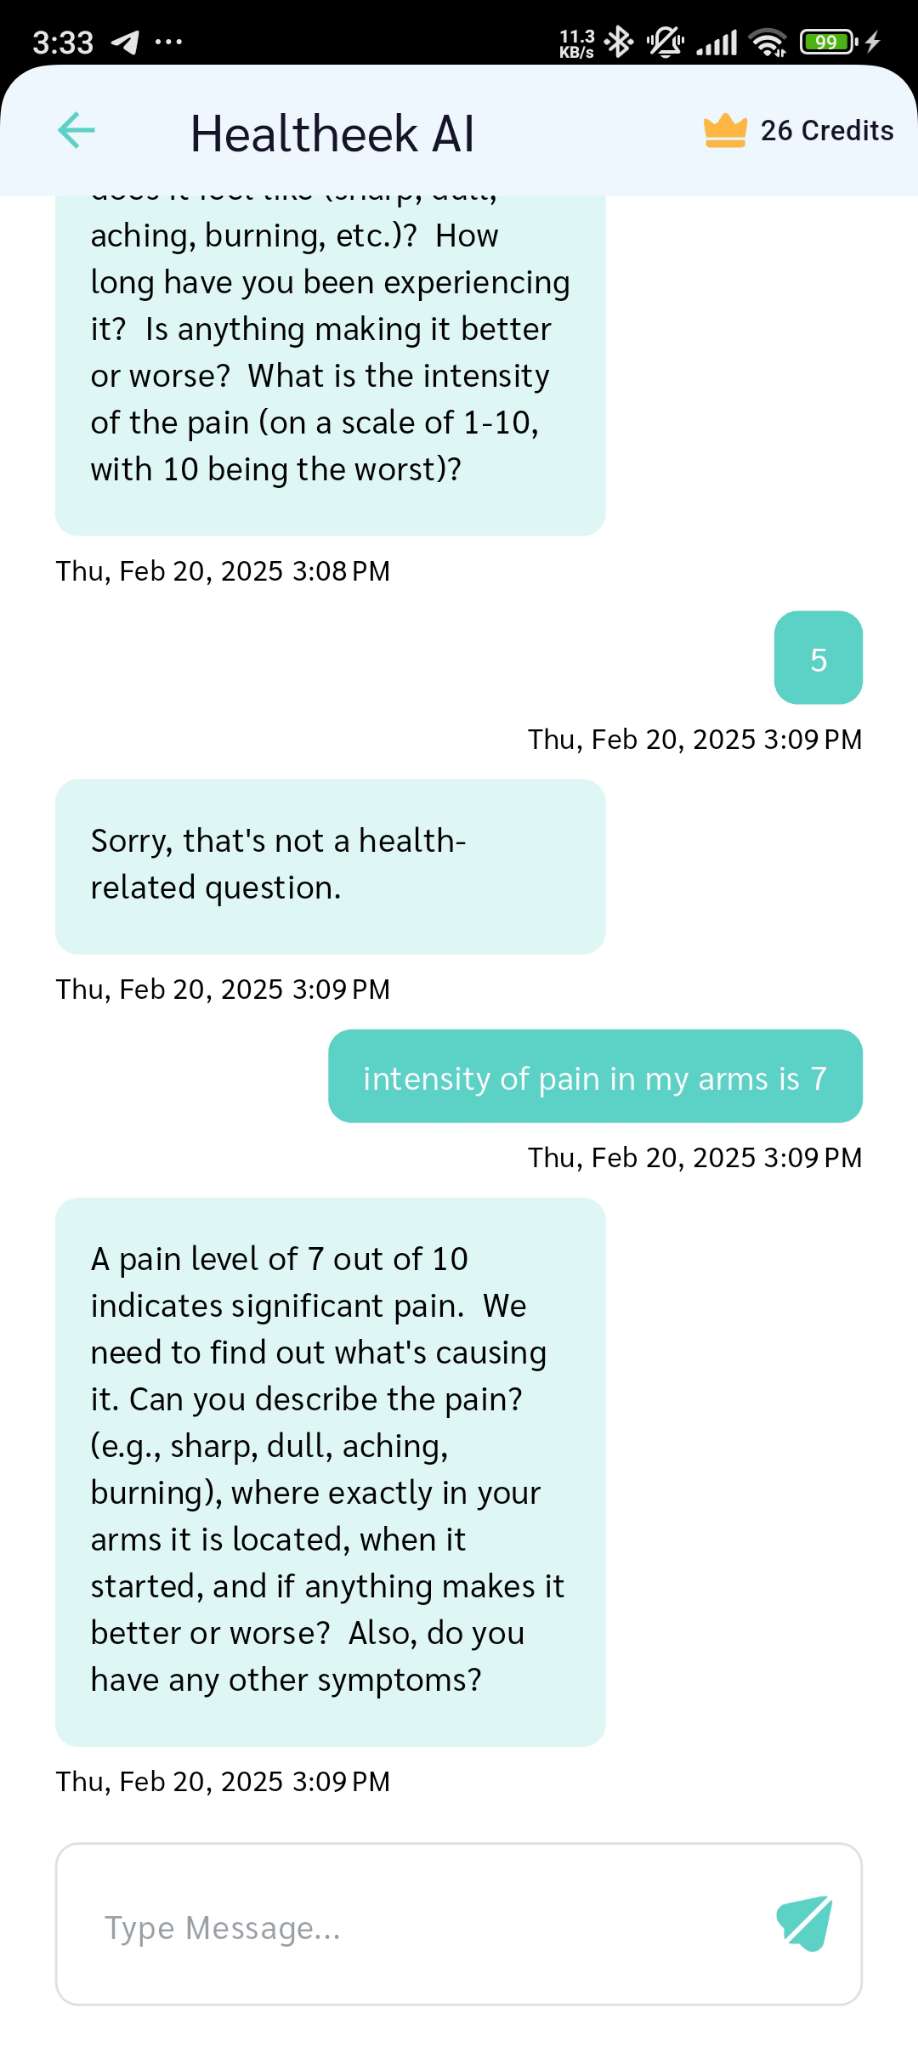 3:33 ...
11.3
KB/s
99
Healtheek AI
26 Credits
does it feel like (sharp, dull,
aching, burning, etc.)? How
long have you been experiencing
it? Is anything making it better
or worse? What is the intensity
of the pain (on a scale of 1-10,
with 10 being the worst)?
Thu, Feb 20, 2025 3:08 PM
5
Thu, Feb 20, 2025 3:09 PM
Sorry, that's not a health-
related question.
Thu, Feb 20, 2025 3:09 PM
intensity of pain in my arms is 7
Thu, Feb 20, 2025 3:09 PM
A pain level of 7 out of 10
indicates significant pain. We
need to find out what's causing
it. Can you describe the pain?
(e.g., sharp, dull, aching,
burning), where exactly in your
arms it is located, when it
started, and if anything makes it
better or worse? Also, do you
have any other symptoms?
Thu, Feb 20, 2025 3:09 PM
Type Message...